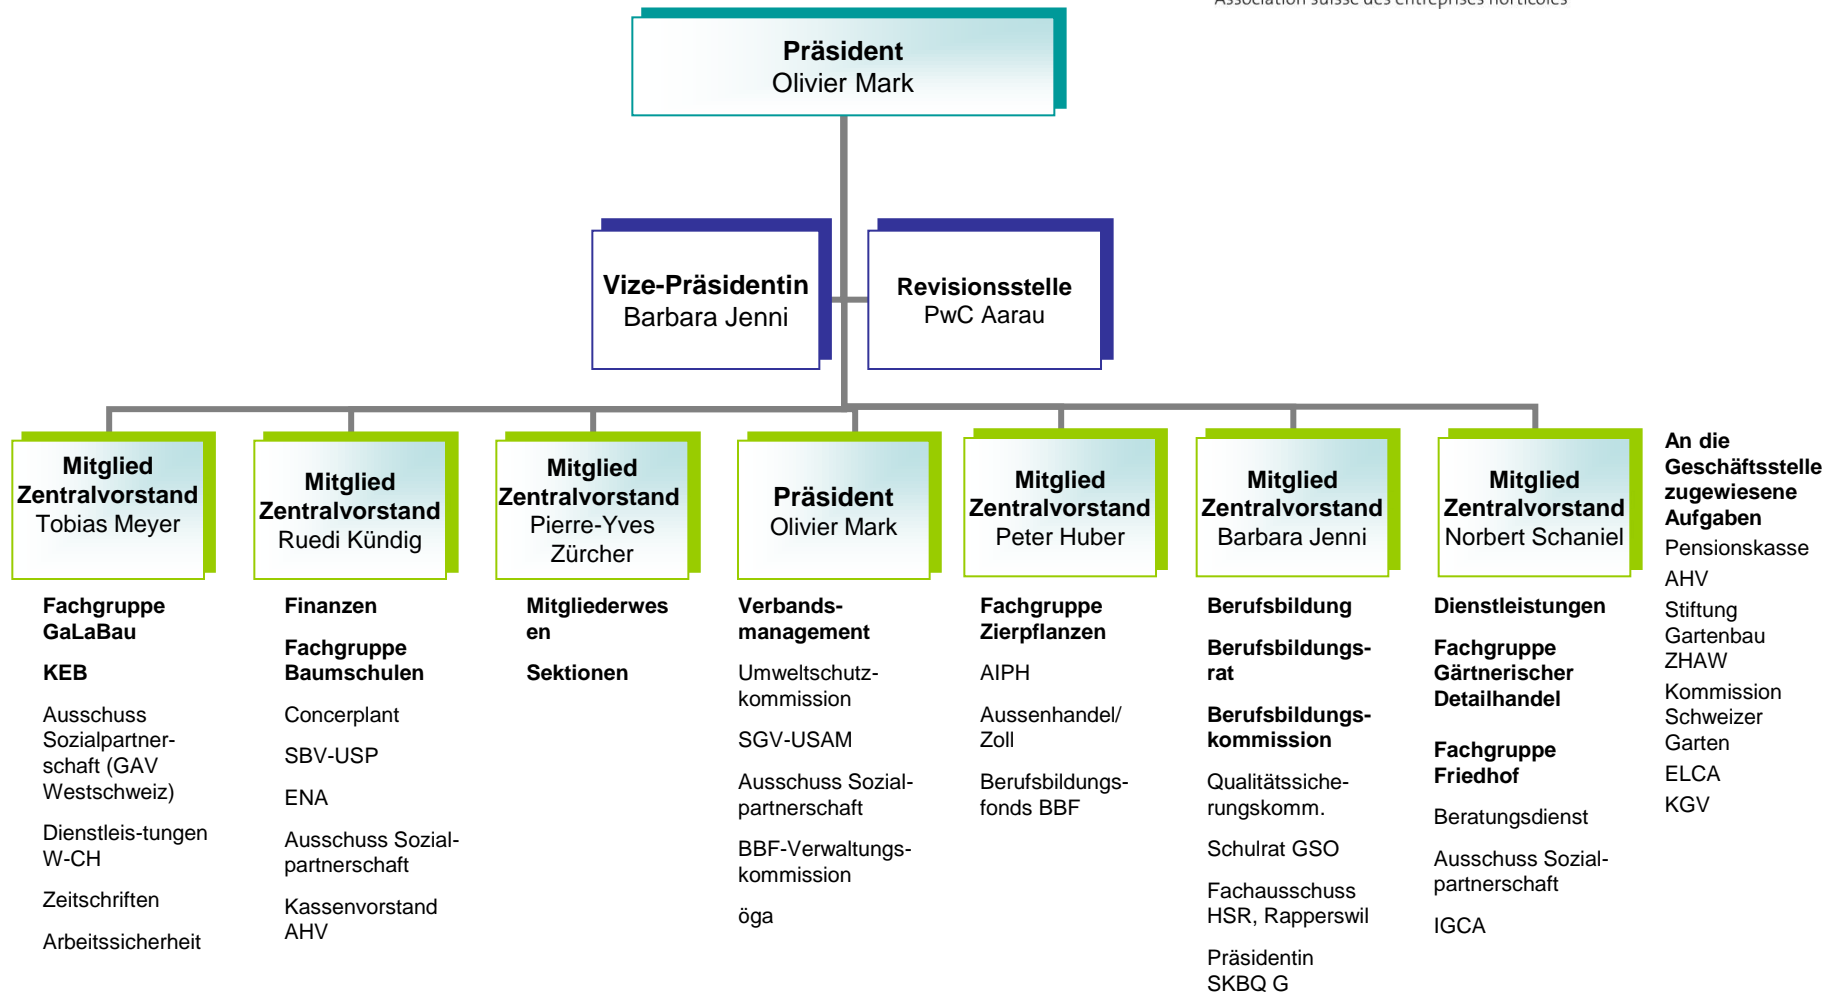 Association suisse des entreprises horticoles
Präsident
Olivier Mark
Vize-Präsidentin
Barbara Jenni
Revisionsstelle
PwC Aarau
Mitglied
Zentralvorstand
Tobias Meyer
Fachgruppe
GaLaBau
KEB
Ausschuss
Sozialpartner-
schaft (GAV
Westschweiz)
Dienstleis-tungen
W-CH
Zeitschriften
Arbeitssicherheit
Mitglied
Zentralvorstand
Ruedi Kündig
Finanzen
Fachgruppe
Baumschulen
Concerplant
SBV-USP
ENA
Ausschuss Sozial-
partnerschaft
Kassenvorstand
AHV
Mitglied
Zentralvorstand
Pierre-Yves
Zürcher
Mitgliederwes
en
Sektionen
Präsident
Olivier Mark
Verbands-
management
Umweltschutz-
kommission
SGV-USAM
Ausschuss Sozial-
partnerschaft
BBF-Verwaltungs-
kommission
öga
Mitglied
Zentralvorstand
Peter Huber
Fachgruppe
Zierpflanzen
AIPH
Aussenhandel/
Zoll
Berufsbildungs-
fonds BBF
Mitglied
Zentralvorstand
Barbara Jenni
Berufsbildung
Berufsbildungs-
rat
Berufsbildungs-
kommission
Qualitätssiche-
rungskomm.
Schulrat GSO
Fachausschuss
HSR, Rapperswil
Präsidentin
SKBQ G
Mitglied
Zentralvorstand
Norbert Schaniel
Dienstleistungen
Fachgruppe
Gärtnerischer
Detailhandel
Fachgruppe
Friedhof
Beratungsdienst
Ausschuss Sozial-
partnerschaft
IGCA
An die
Geschäftsstelle
zugewiesene
Aufgaben
Pensionskasse
AHV
Stiftung
Gartenbau
ZHAW
Kommission
Schweizer
Garten
ELCA
KGV